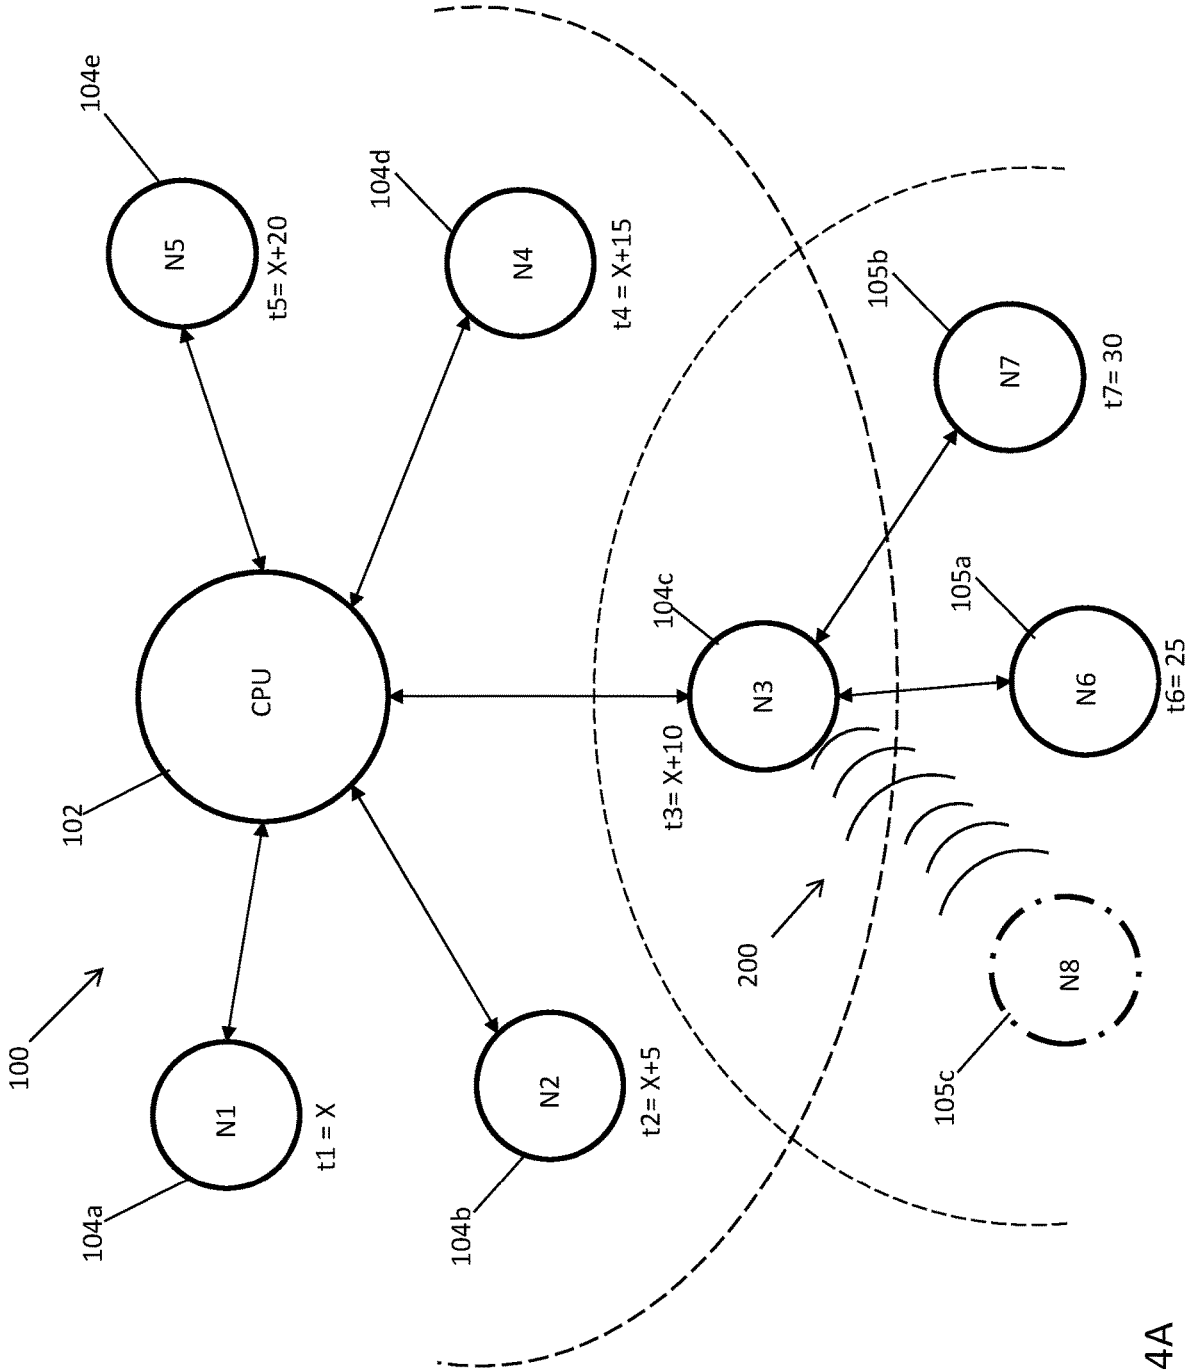 100
104a
N1
t1 = X
102
CPU
104e
N5
t5= X+20
104b
N2
t2= X+5
104d
N4
t4 = X+15
104c
N3
t3= X+10
200
105c
N8
105a
N6
t6= 25
105b
N7
t7= 30
4A